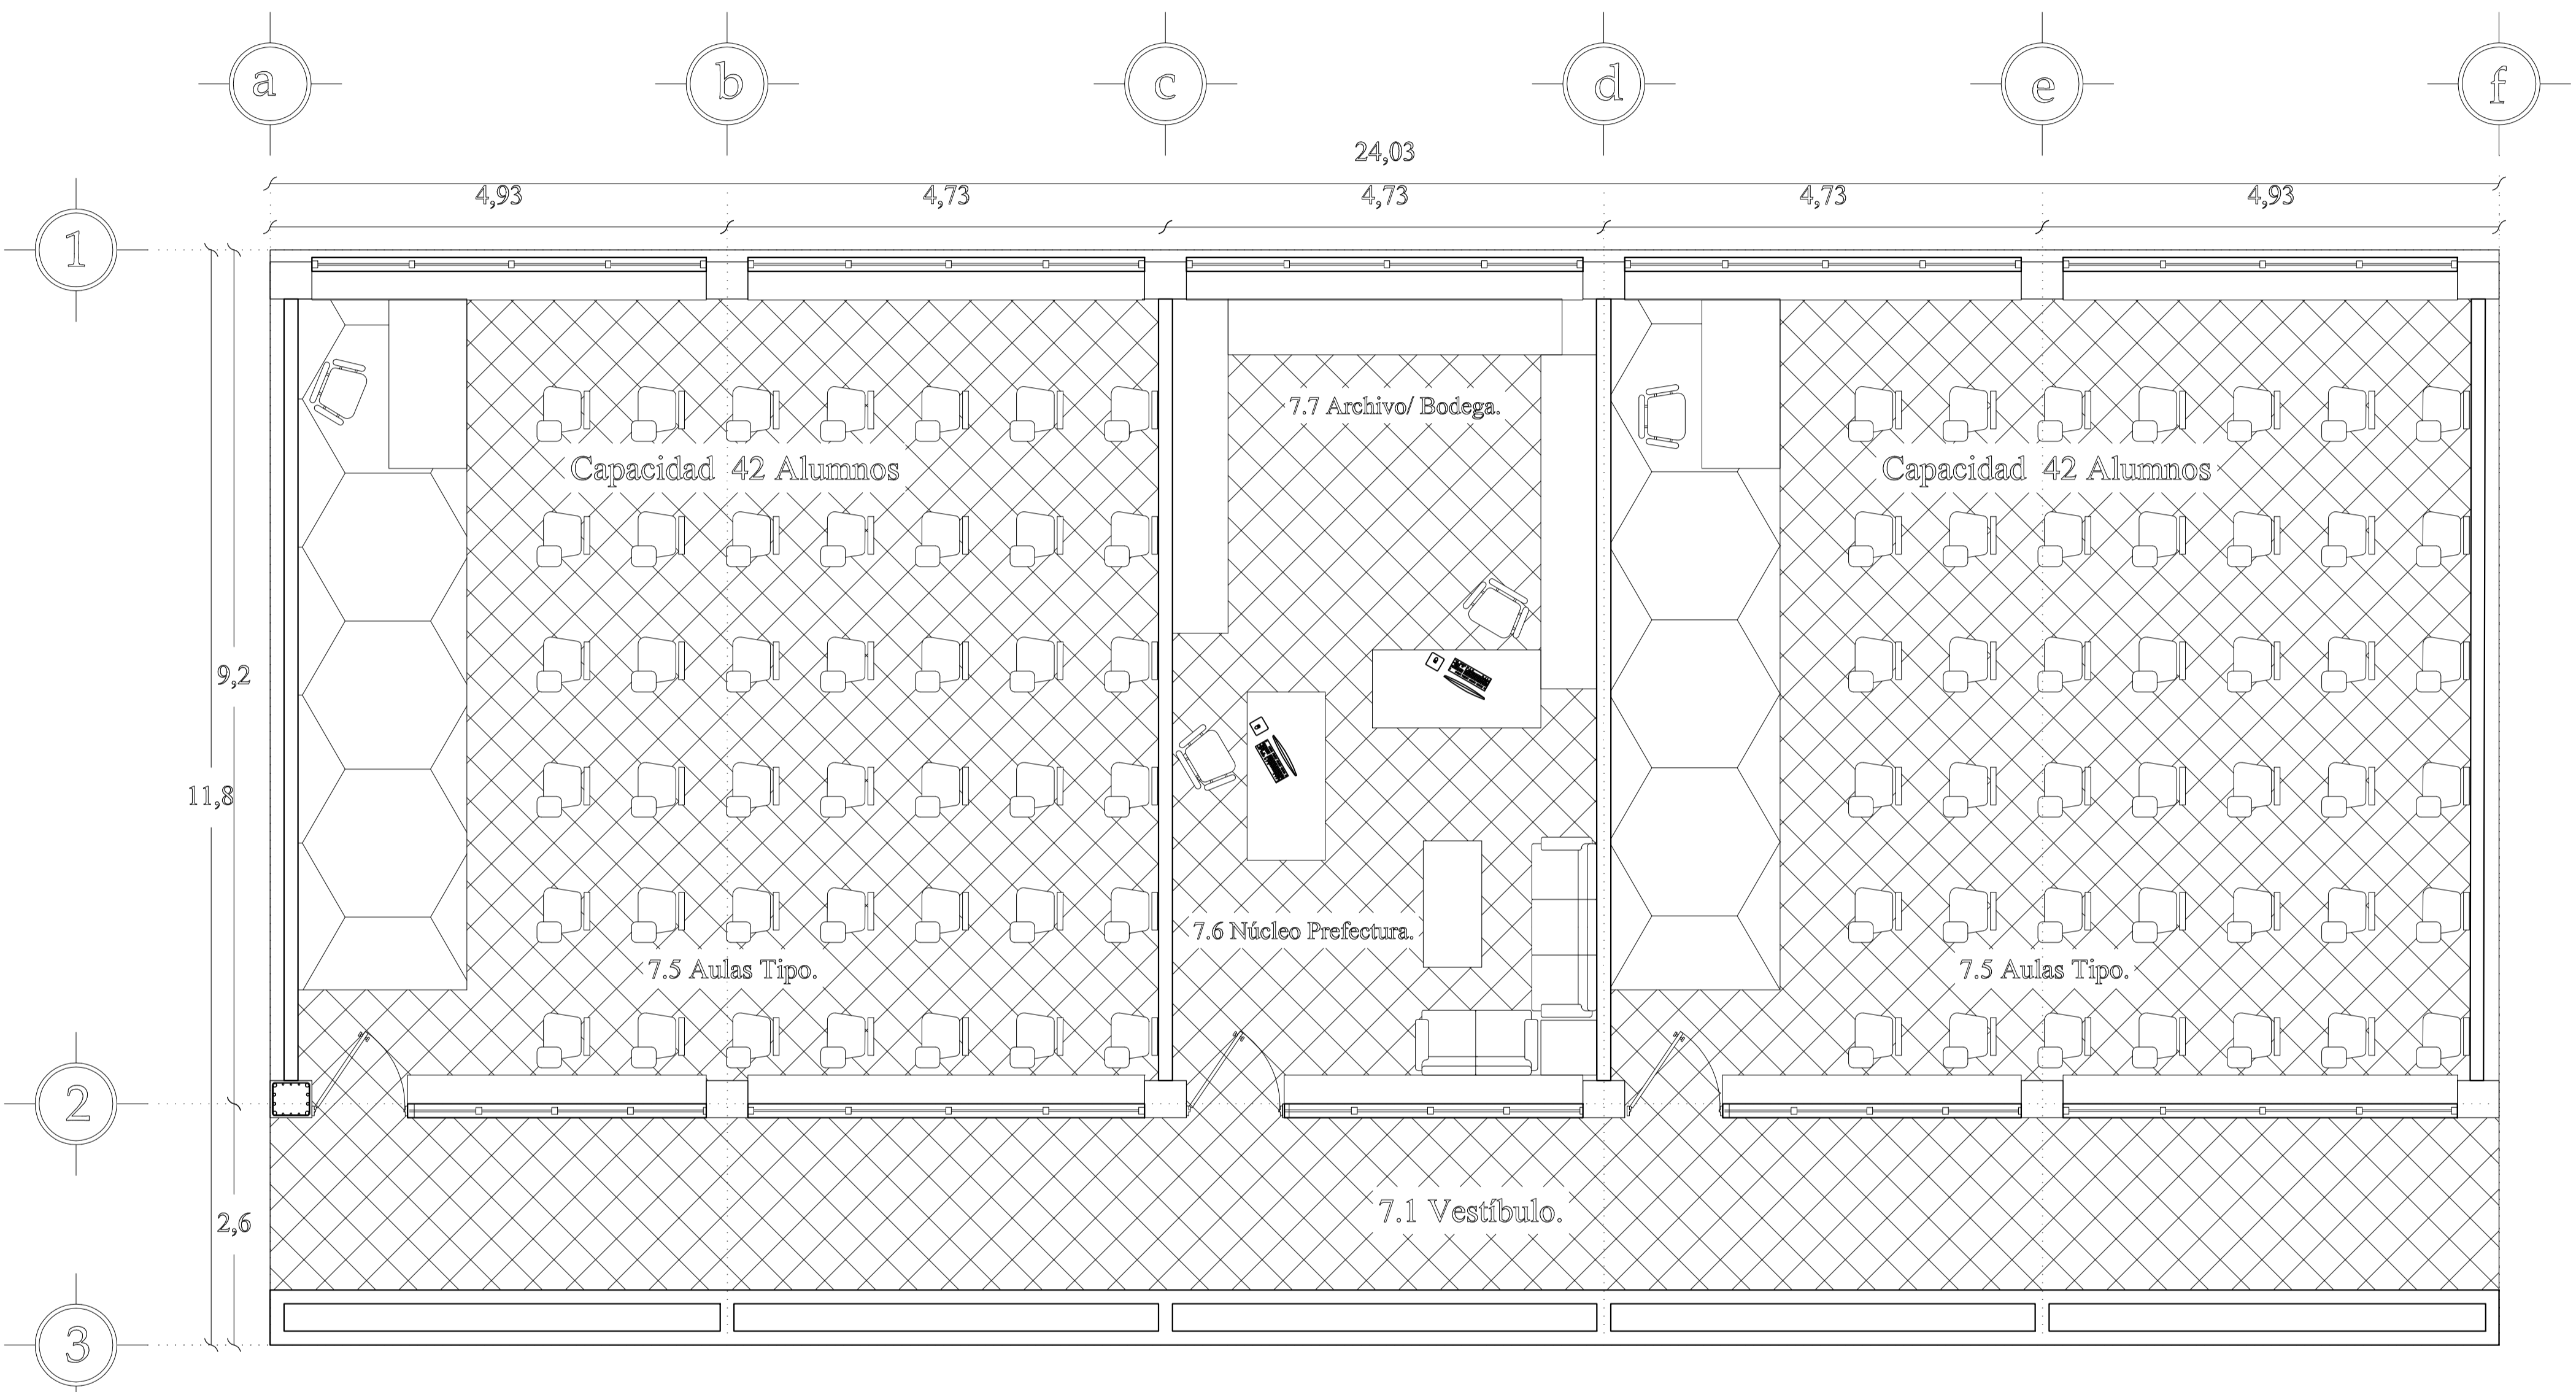 a
b
c
d
e
f
24,03
4,93
4,73
4,73
4,73
4,93
1
7.7 Archivo/ Bodega.
Capacidad 42 Alumnos
Capacidad 42 Alumnos
9,2
11,8
7.6 Núcleo Prefectura.
7.5 Aulas Tipo.
7.5 Aulas Tipo.
2
7.1 Vestíbulo.
2,6
3